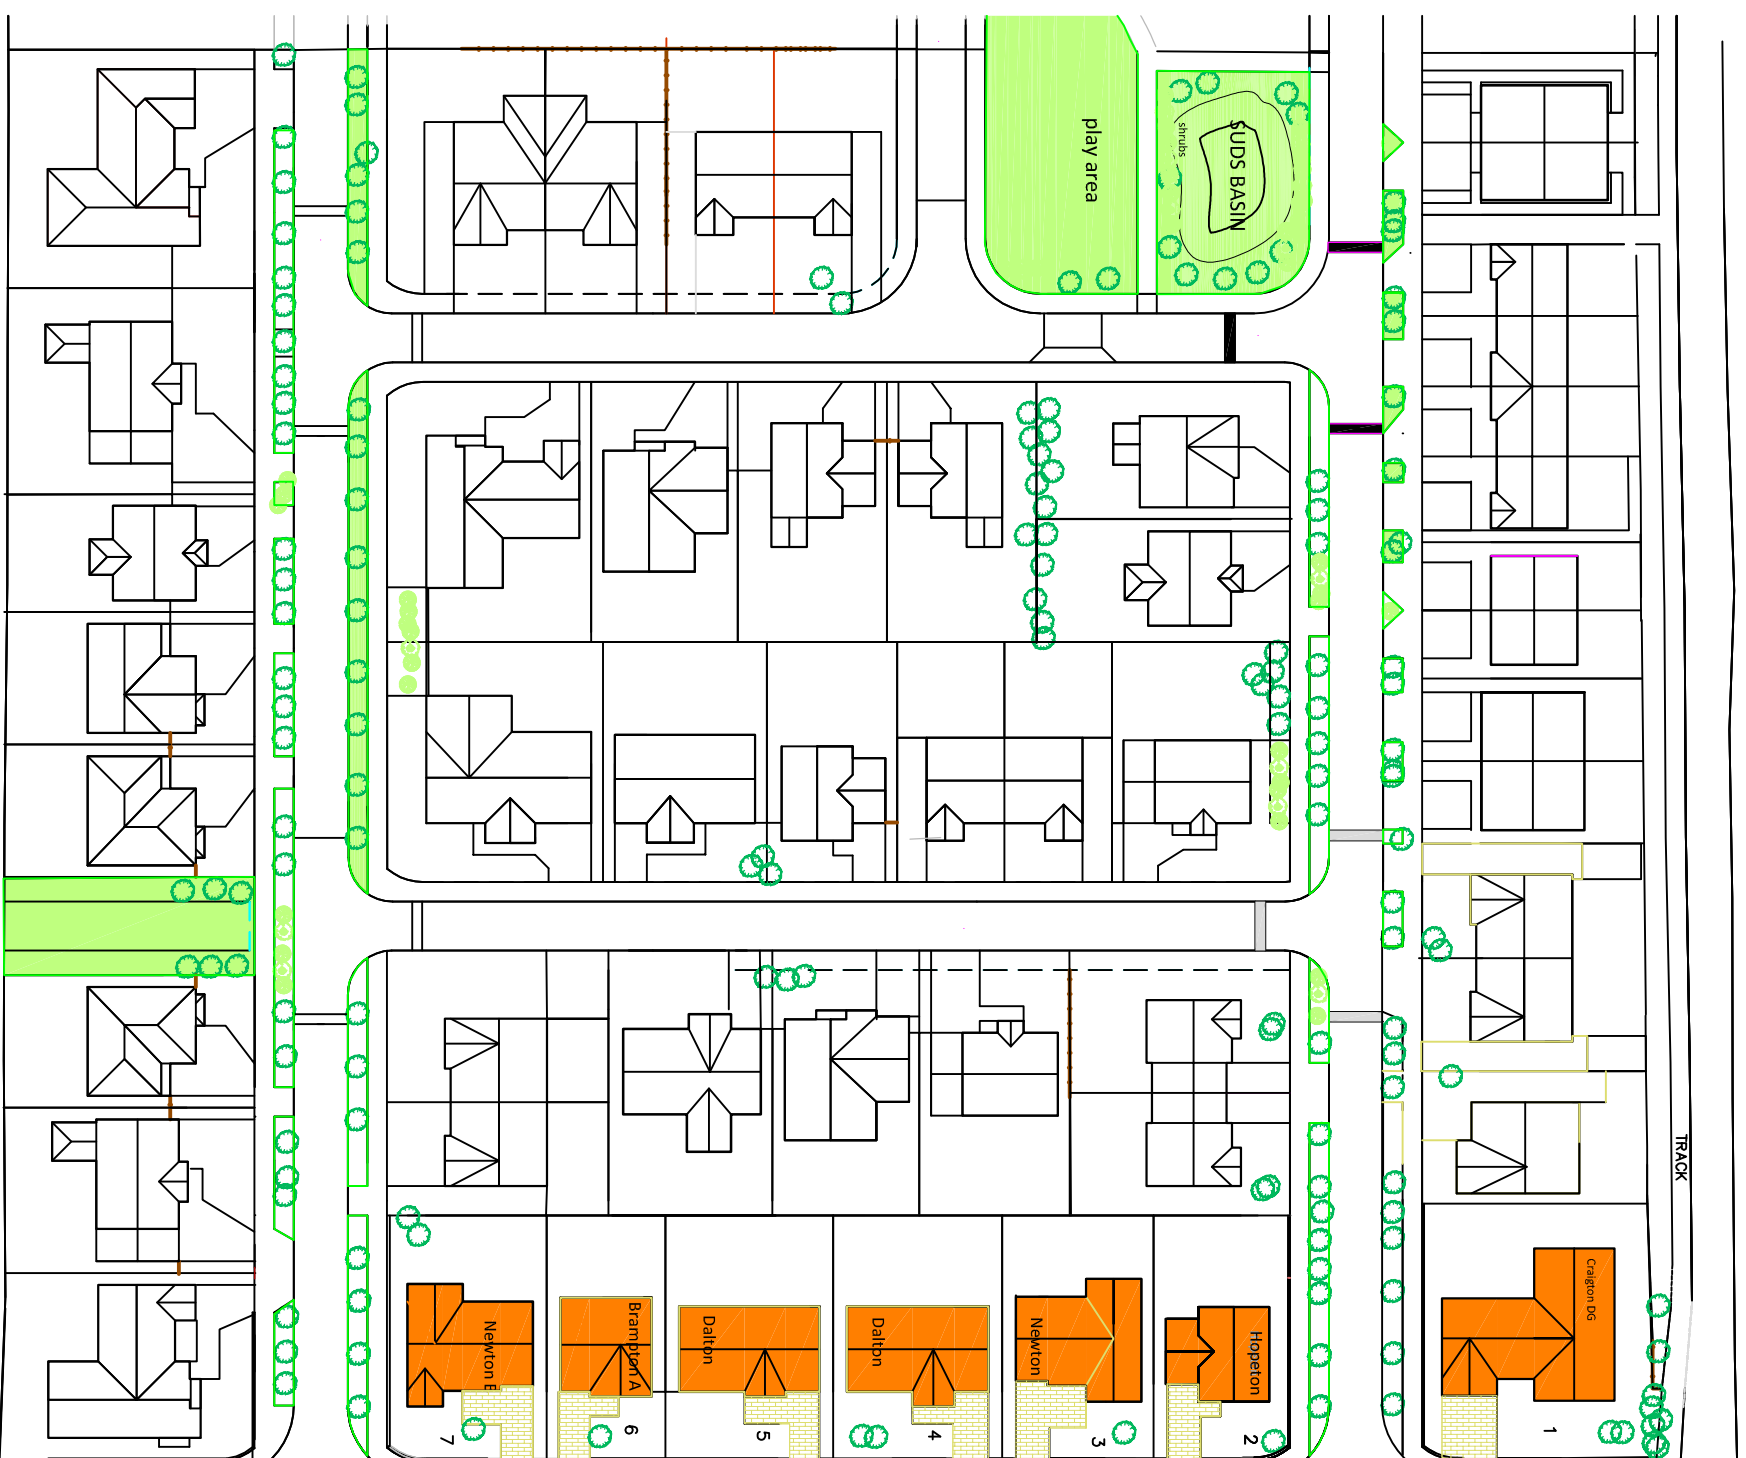 play area
shrubs
SUDS BASIN
TRACK
Craigton DG
Newton E
Brampton A
Dalton
Dalton
Newton
Hopeton
7
6
5
4
3
2
1